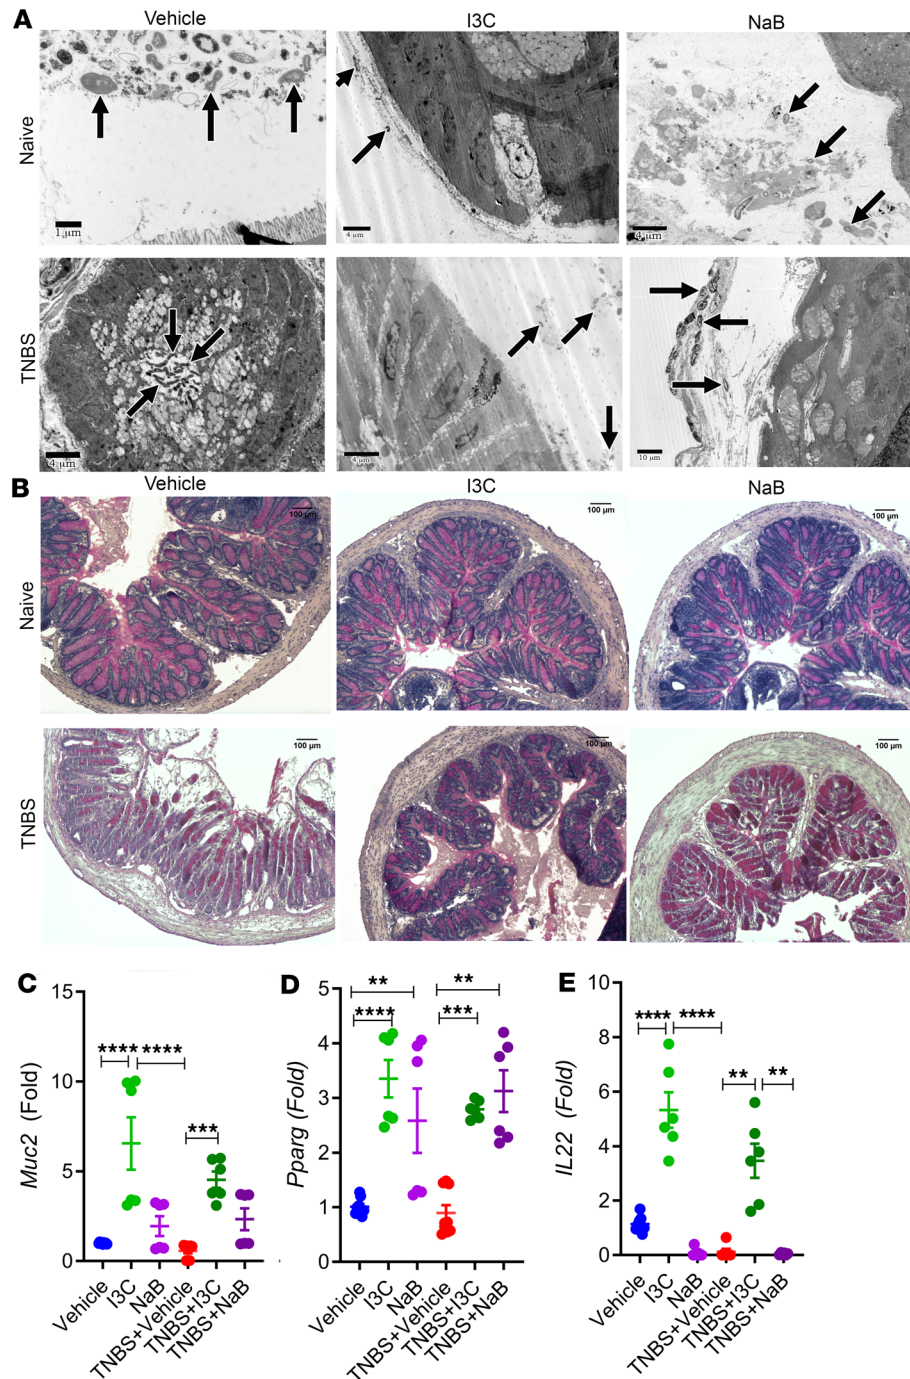 A
Vehicle I3C NaB
Naive
1 µm 4 µm 4 µm
TNBS
4 µm 4 µm 10 µm
B
Vehicle I3C NaB
Naive
100 µm 100 µm 100 µm
TNBS
100 µm 100 µm 100 µm
C
Muc2 (Fold)
15
10
5
0
**** **** ***
Vehicle I3C NaB TNBS+Vehicle TNBS+I3C TNBS+NaB
D
Pparg (Fold)
5
4
3
2
1
0
** ** **** ***
Vehicle I3C NaB TNBS+Vehicle TNBS+I3C TNBS+NaB
E
IL22 (Fold)
10
8
6
4
2
0
**** **** ** **
Vehicle I3C NaB TNBS+Vehicle TNBS+I3C TNBS+NaB